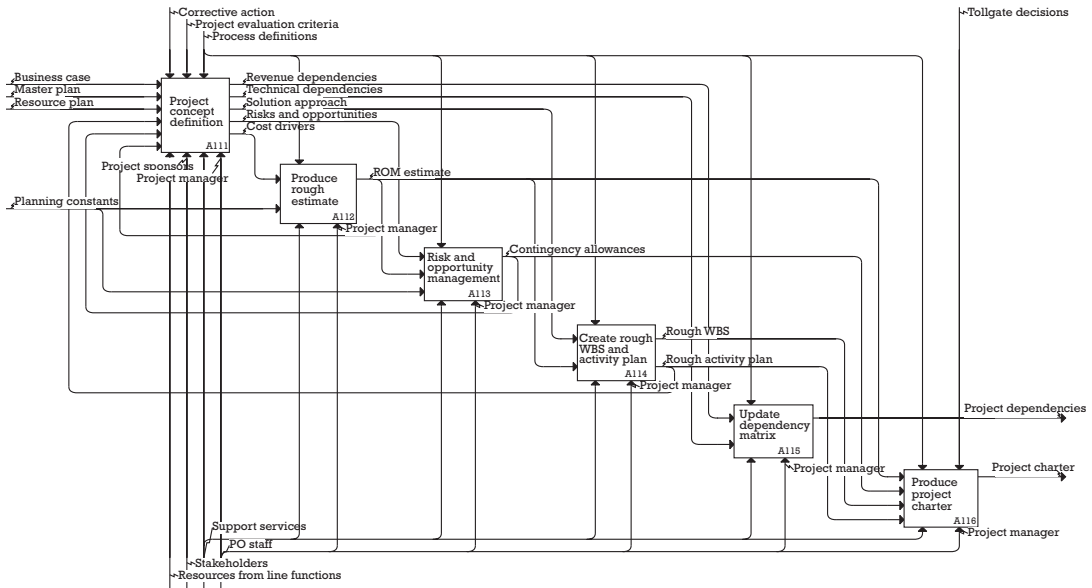 Corrective action
Project evaluation criteria
Process definitions
Tollgate decisions
Business case
Master plan
Resource plan
Project
concept
definition
A111
Revenue dependencies
Technical dependencies
Solution approach
Risks and opportunities
Cost drivers
Project sponsors
Project manager
Planning constants
Produce
rough
estimate
A112
ROM estimate
Project manager
Risk and
opportunity
management
A113
Contingency allowances
Project manager
Create rough
WBS and
activity plan
A114
Rough WBS
Rough activity plan
Project manager
Update
dependency
matrix
A115
Project dependencies
Project manager
Produce
project
charter
A116
Project charter
Project manager
Support services
PO staff
Stakeholders
Resources from line functions